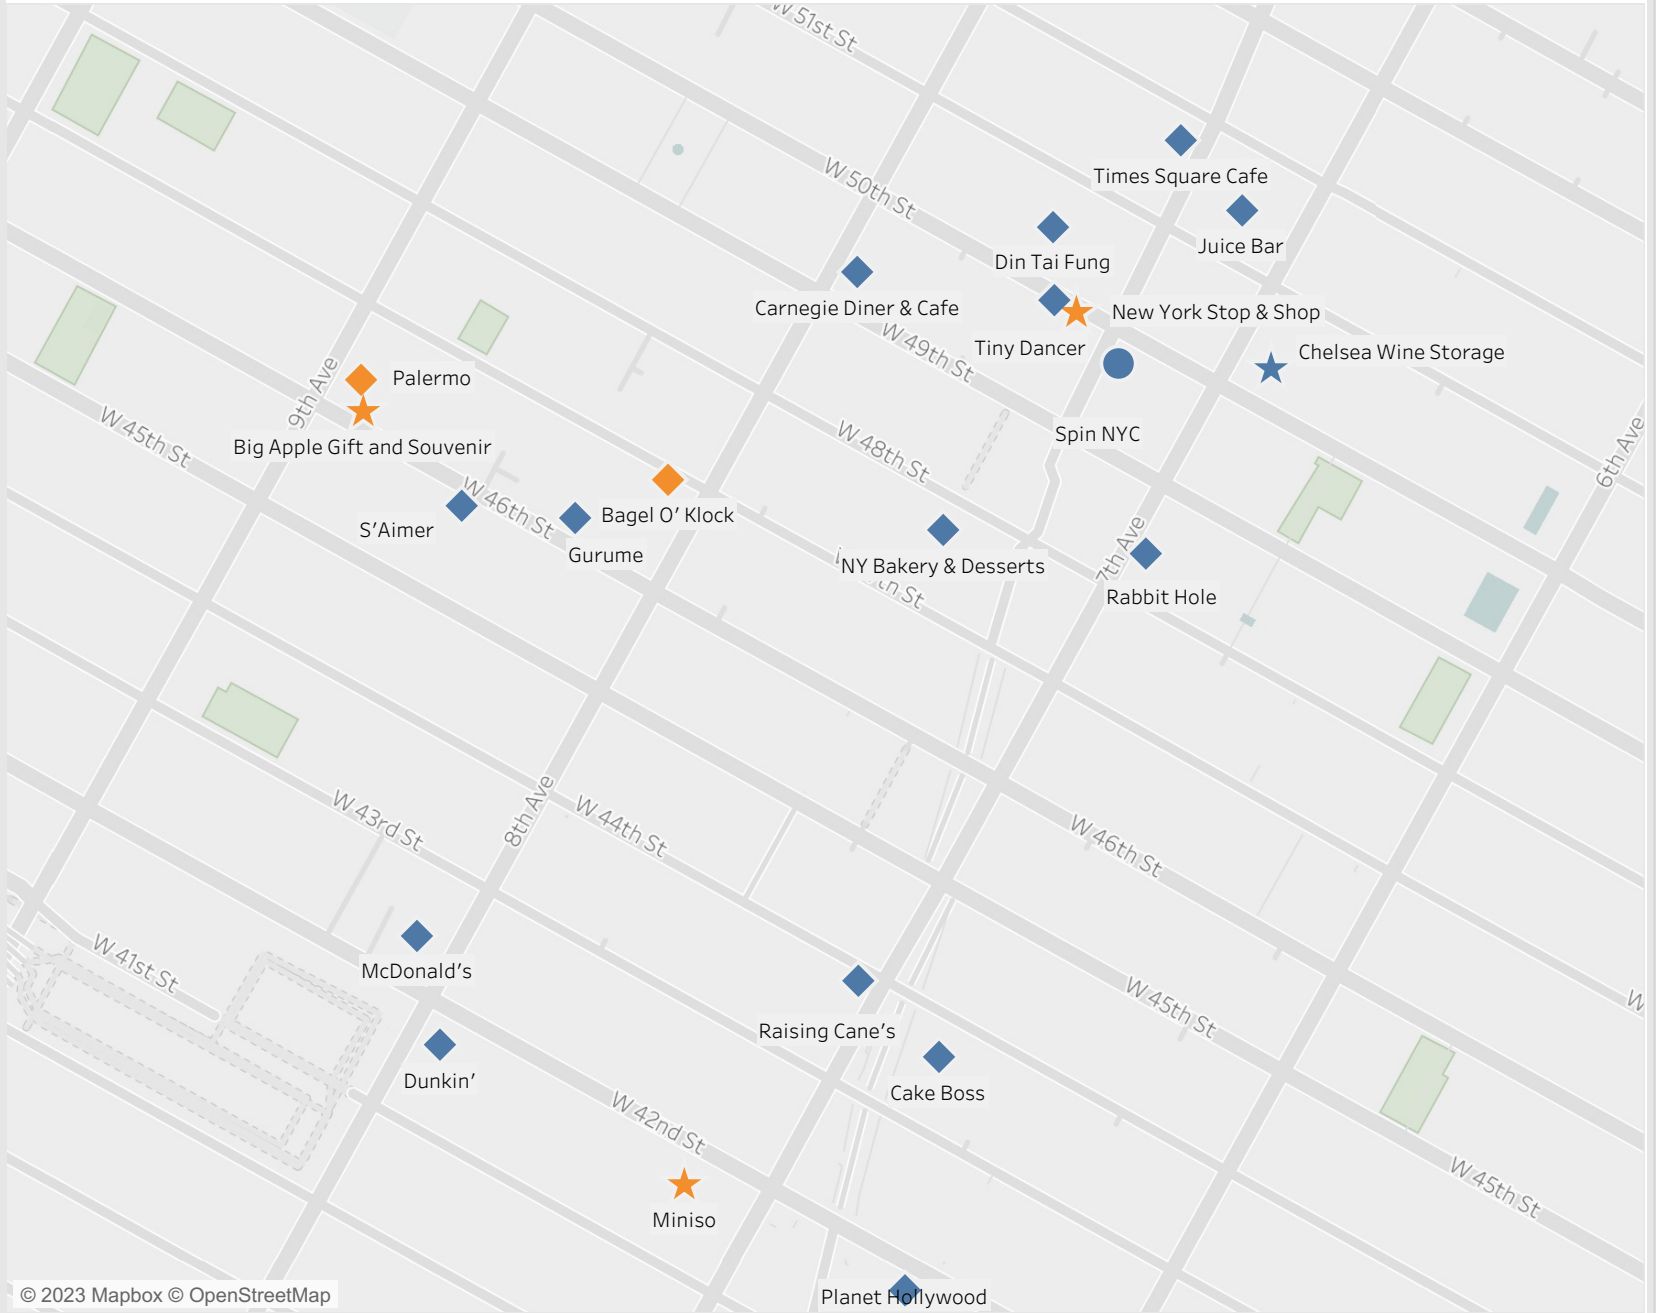 W 51st St
Times Square Cafe
W 50th St
Juice Bar
Din Tai Fung
Carnegie Diner & Cafe
New York Stop & Shop
W 49th St
Tiny Dancer
Chelsea Wine Storage
9th Ave
Palermo
Big Apple Gift and Souvenir
W 45th St
Spin NYC
W 48th St
6th Ave
W 46th St
Bagel O' Klock
S'Aimer
Gurume
NY Bakery & Desserts
St
7th Ave
Rabbit Hole
8th Ave
W 43rd St
W 44th St
W 46th St
McDonald's
W 41st St
W 45th St
W
Raising Cane's
Dunkin'
Cake Boss
W 42nd St
W 45th St
Miniso
Planet Hollywood
© 2023 Mapbox © OpenStreetMap